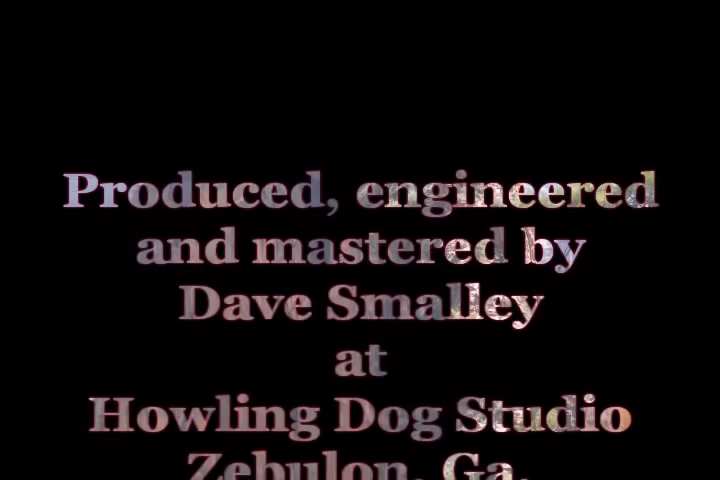 Produced, engineered
and mastered by
Dave Smalley
at
Howling Dog Studio
Zebulon, Ga.